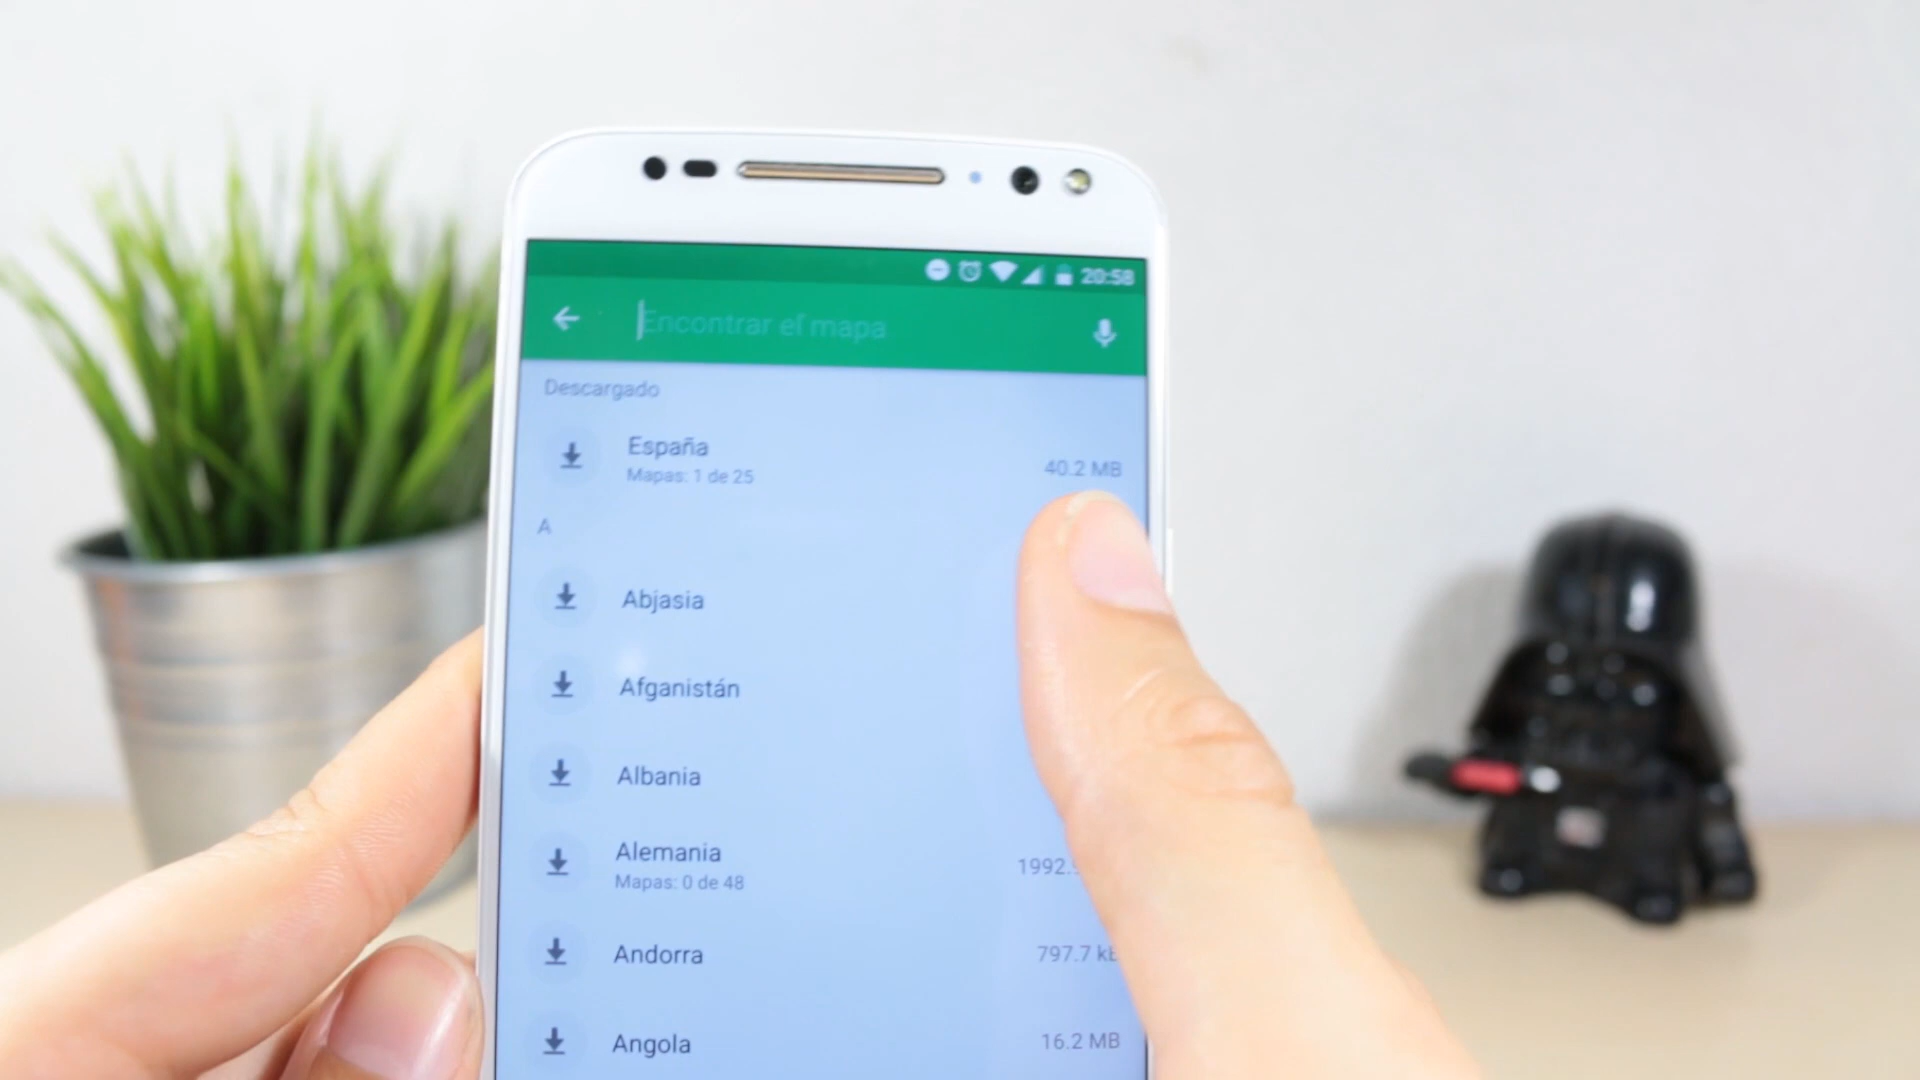 20:58
Encontrar el mapa
Descargado
España
Mapas: 1 de 25
40.2 MB
A
Abjasia
Afganistán
Albania
Alemania
Mapas: 0 de 48
1992.
Andorra
797.7 kB
Angola
16.2 MB